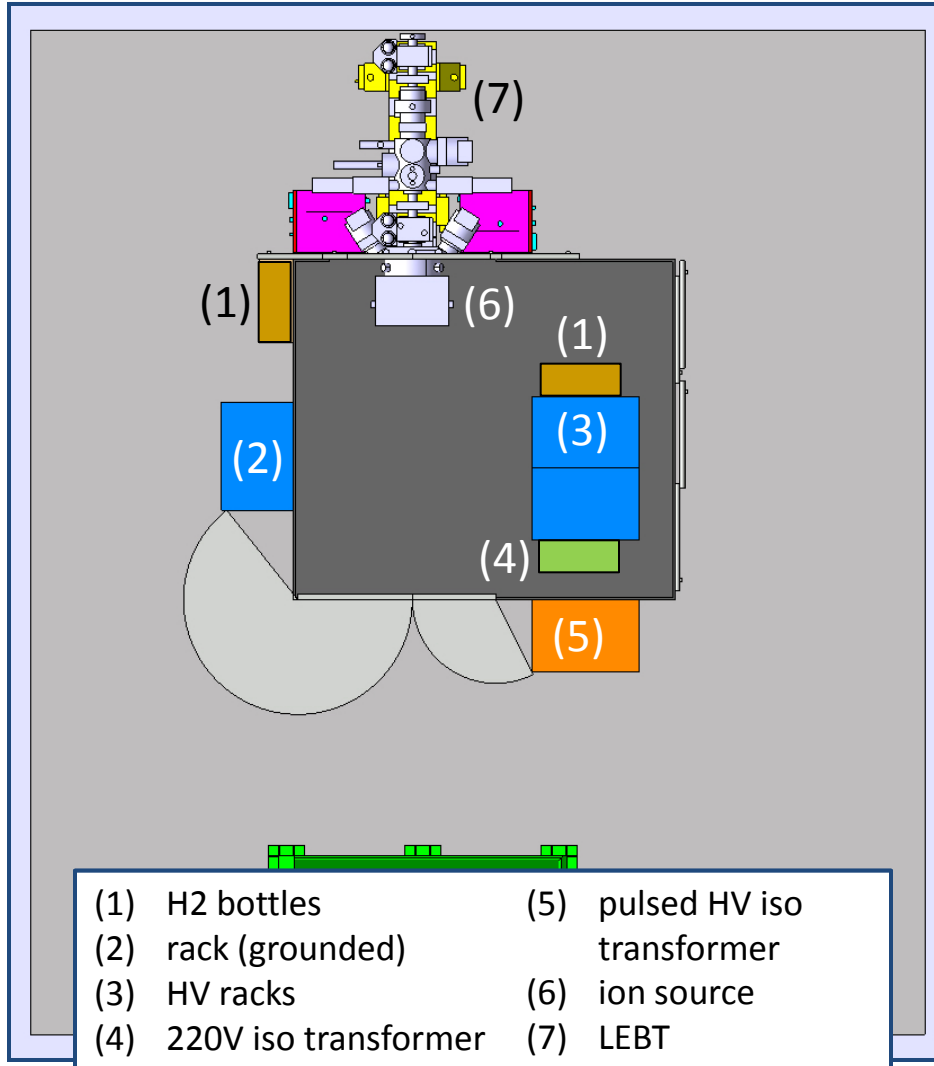 (7)
(1)
(6)
(1)
(3)
(2)
(4)
(5)
(1) H2 bottles
(2) rack (grounded)
(3) HV racks
(4) 220V iso transformer
(5) pulsed HV iso
transformer
(6) ion source
(7) LEBT